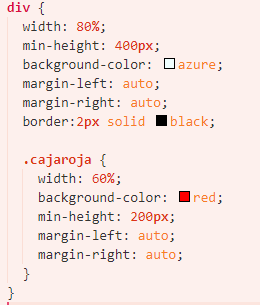 div {
width: 80%;
min-height: 400px;
background-color: azure;
margin-left: auto;
margin-right: auto;
border:2px solid black;
.cajaroja {
width: 60%;
background-color: red;
min-height: 200px;
margin-left: auto;
margin-right: auto;
}
}